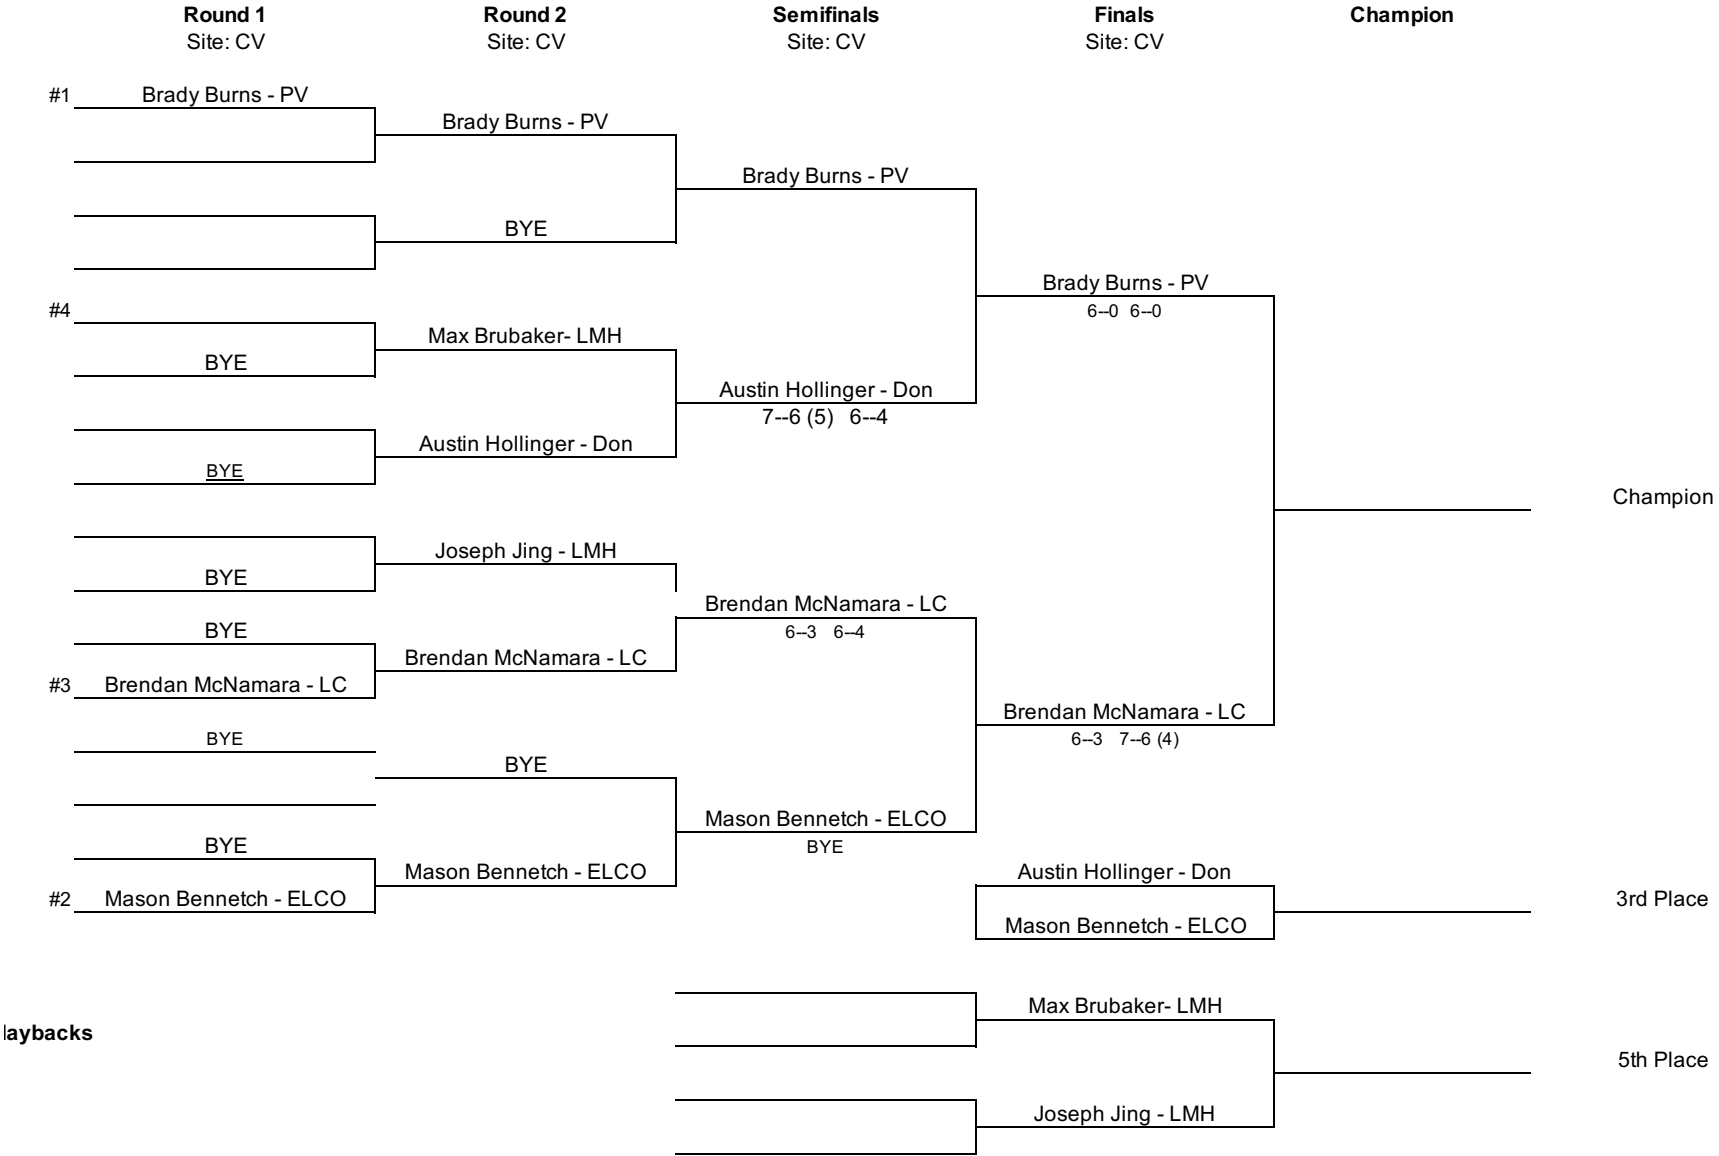 Round 1 Round 2 Semifinals Finals Champion
Site: CV Site: CV Site: CV Site: CV
#1 Brady Burns - PV
Brady Burns - PV
Brady Burns - PV
BYE
Brady Burns - PV
6--0 6--0
#4
Max Brubaker- LMH
BYE
Austin Hollinger - Don
7--6 (5) 6--4
Austin Hollinger - Don
BYE
Champion
Joseph Jing - LMH
BYE
Brendan McNamara - LC
6--3 6--4
BYE
Brendan McNamara - LC
#3 Brendan McNamara - LC
Brendan McNamara - LC
6--3 7--6 (4)
BYE
BYE
Mason Bennetch - ELCO
BYE
BYE
Mason Bennetch - ELCO
Austin Hollinger - Don
#2 Mason Bennetch - ELCO
3rd Place
Mason Bennetch - ELCO
Max Brubaker- LMH
laybacks
5th Place
Joseph Jing - LMH